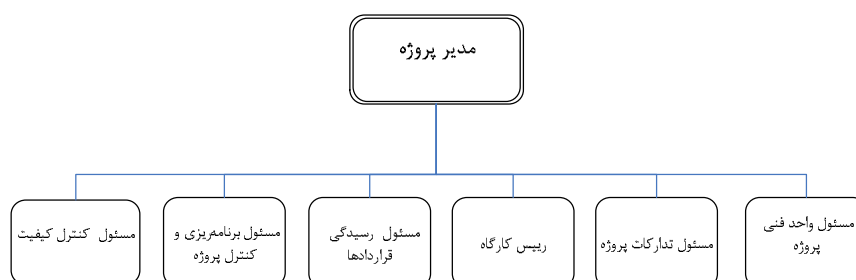 مدیر پروژه
مسئول واحد فنی
پروژه
مسئول تدارکات پروژه
رییس کارگاه
مسئول رسیدگی
قراردادها
مسئول برنامه‌ریزی و
کنترل پروژه
مسئول کنترل کیفیت